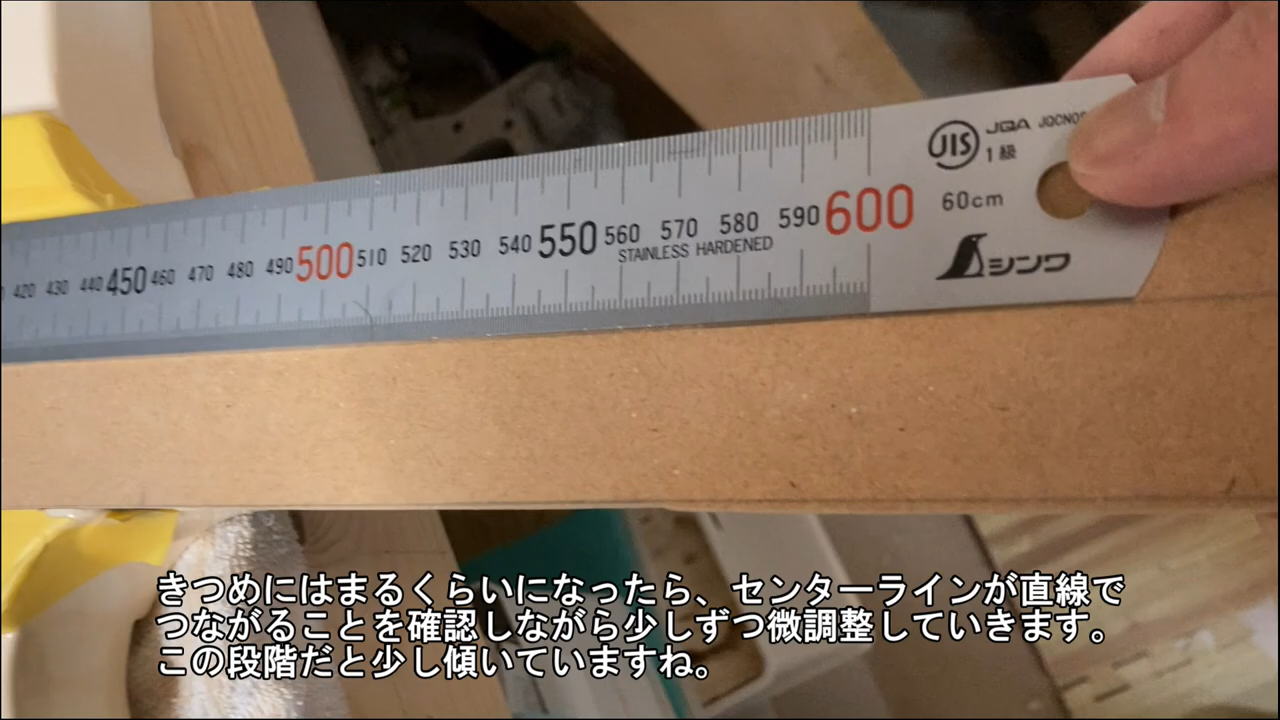 JIS JQA JQCNO
1級
60cm
シンワ
420 430 440 450 460 470 480 490 500 510 520 530 540 550 560 570 580 590 600
STAINLESS HARDENED
きつめにはまるくらいになったら、センターラインが直線で
つながることを確認しながら少しずつ微調整していきます。
この段階だと少し傾いていますね。